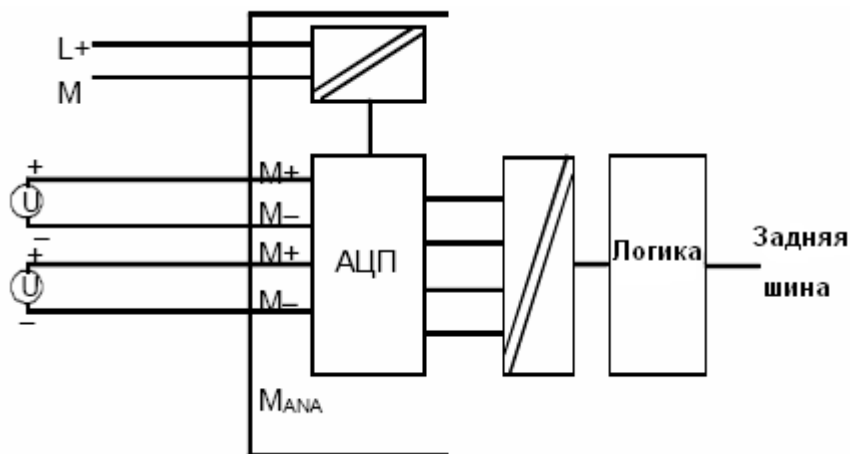 L+
M
+
U
–
+
U
–
M+
M–
M+
M–
АЦП
Логика
Задняя
шина
MANA